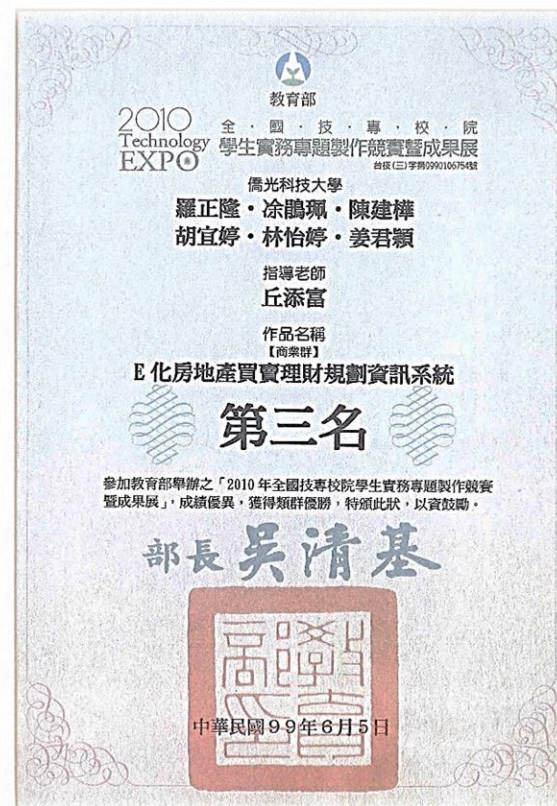 教育部
2010
Technology
EXPO
全·國·技·專·校·院
學生實務專題製作競賽暨成果展
台技(三)字第0990106754號
僑光科技大學
羅正隆·凃鵑珮·陳建樺
胡宜婷·林怡婷·姜君穎
指導老師
丘添富
作品名稱
【商業群】
E化房地產買賣理財規劃資訊系統
第三名
參加教育部舉辦之「2010年全國技專校院學生實務專題製作競賽
暨成果展」,成績優異,獲得類群優勝,特頒此狀,以資鼓勵。
部長吳清基
中華民國99年6月5日